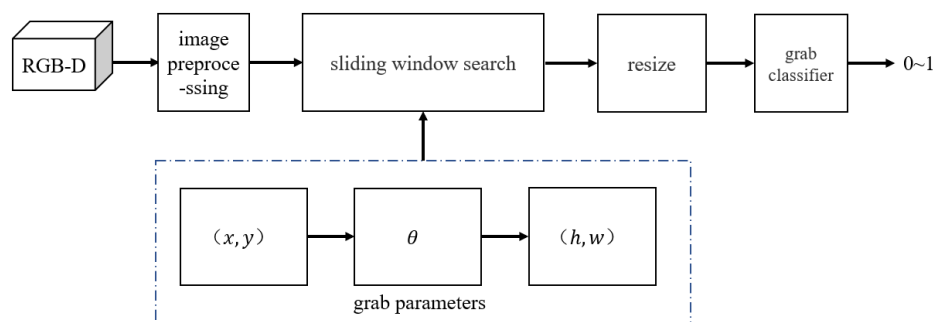 RGB-D
image
preproce
-ssing
sliding window search
resize
grab
classifier
0~1
（x,y）
θ
（h,w）
grab parameters